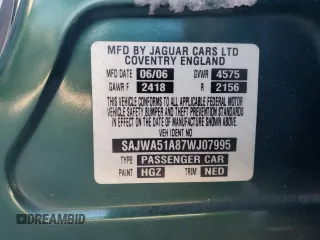 MFD BY JAGUAR CARS LTD
COVENTRY ENGLAND
MFD DATE 06/06 GVWR 4575
GAWR F 2418 R 2156
THIS VEHICLE CONFORMS TO ALL APPLICABLE FEDERAL MOTOR
VEHICLE SAFETY BUMPER AND THEFT PREVENTION STANDARDS
IN EFFECT ON THE DATE OF MANUFACTURE SHOWN ABOVE
VEH IDENT NO
SAJWA51A87WJ07995
TYPE PASSENGER CAR
PAINT HGZ TRIM NED
DREAMBID